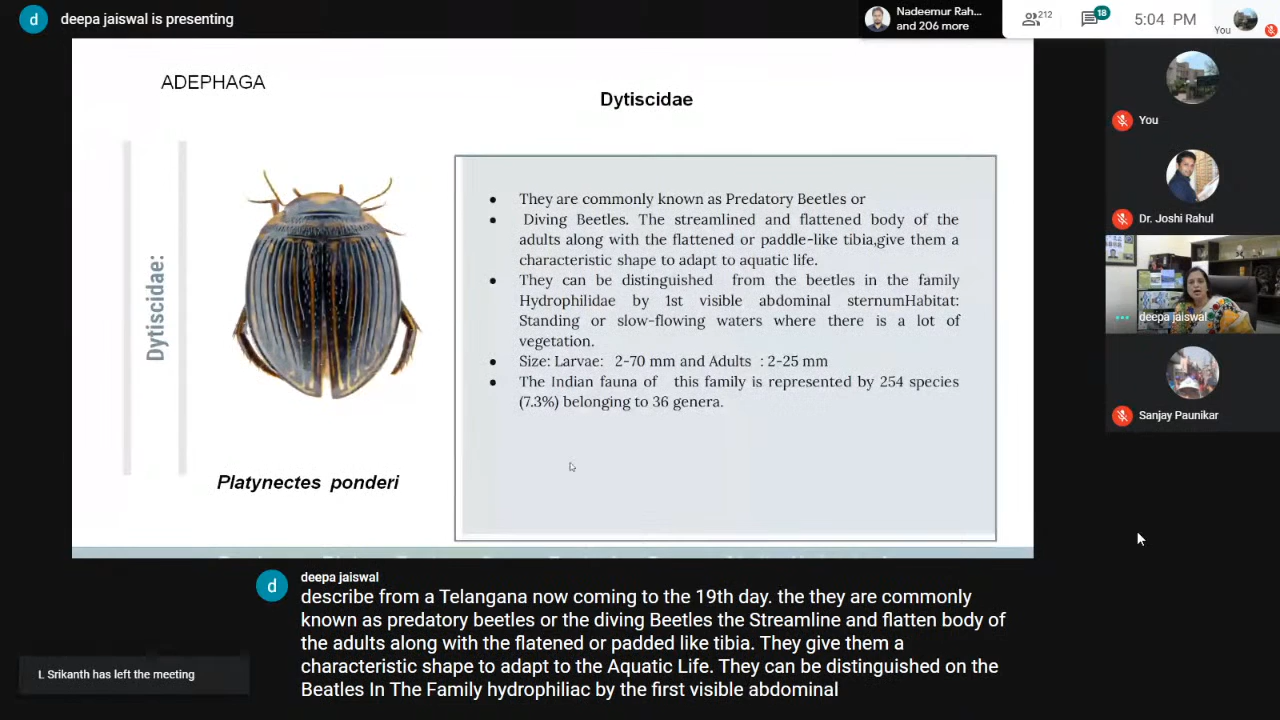 d deepa jaiswal is presenting
Nadeemur Rah...
and 206 more
212
18
5:04 PM
You
ADEPHAGA
Dytiscidae
Dytiscidae:
They are commonly known as Predatory Beetles or
Diving Beetles. The streamlined and flattened body of the
adults along with the flattened or paddle-like tibia,give them a
characteristic shape to adapt to aquatic life.
They can be distinguished from the beetles in the family
Hydrophilidae by 1st visible abdominal sternumHabitat:
Standing or slow-flowing waters where there is a lot of
vegetation.
Size: Larvae: 2-70 mm and Adults : 2-25 mm
The Indian fauna of this family is represented by 254 species
(7.3%) belonging to 36 genera.
Platynectes ponderi
You
Dr. Joshi Rahul
deepa jaiswal
Sanjay Paunikar
d deepa jaiswal
describe from a Telangana now coming to the 19th day. the they are commonly
known as predatory beetles or the diving Beetles the Streamline and flatten body of
the adults along with the flatened or padded like tibia. They give them a
characteristic shape to adapt to the Aquatic Life. They can be distinguished on the
Beatles In The Family hydrophiliac by the first visible abdominal
L Srikanth has left the meeting